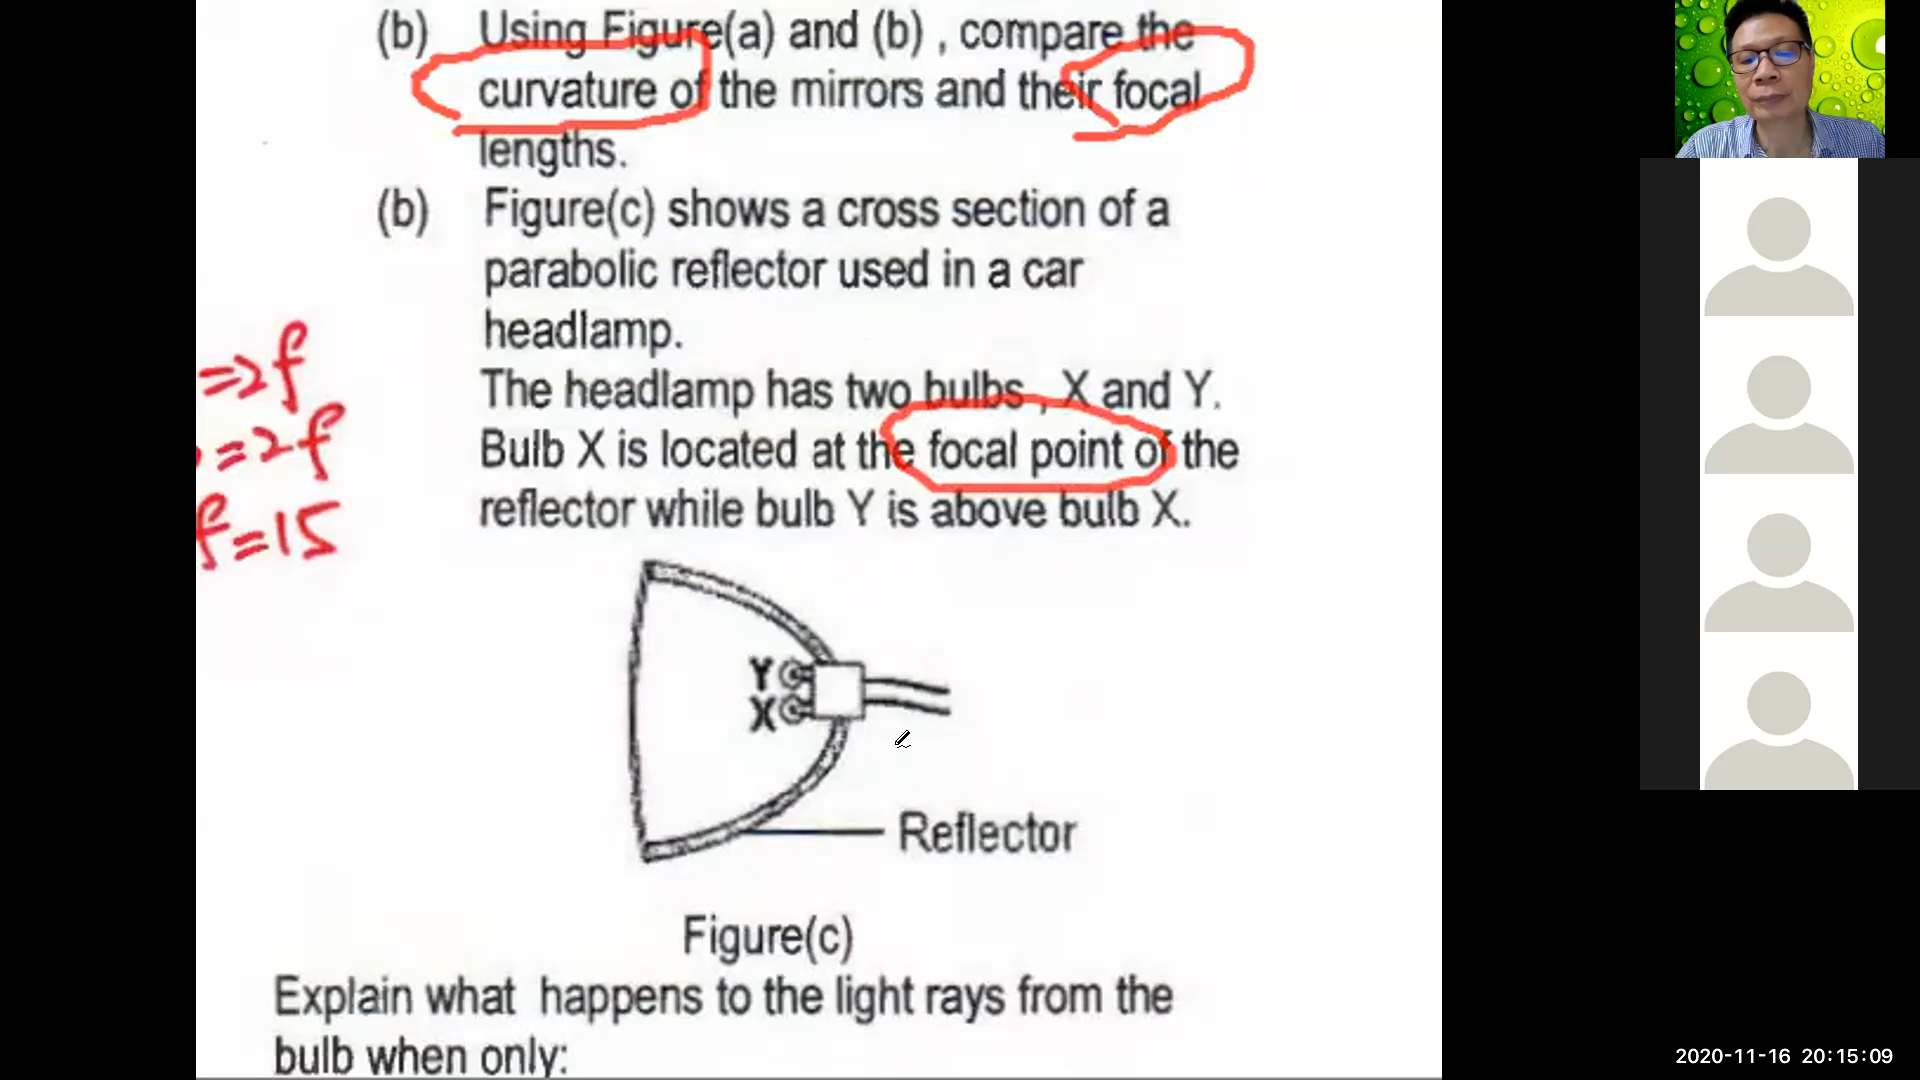 (b) Using Figure(a) and (b) , compare the
curvature of the mirrors and their focal
lengths.
(b) Figure(c) shows a cross section of a
parabolic reflector used in a car
headlamp.
The headlamp has two bulbs , X and Y.
Bulb X is located at the focal point of the
reflector while bulb Y is above bulb X.
=2f
=2f
f=15
Y
X
Reflector
Figure(c)
Explain what happens to the light rays from the
bulb when only:
2020-11-16 20:15:09